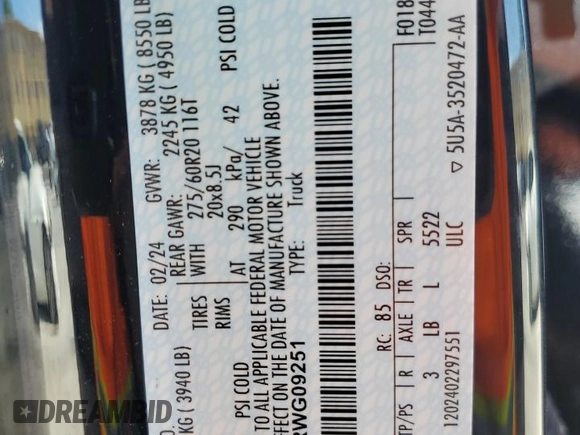 DATE: 02/24 GVWR: 3878 KG ( 8550 LB
REAR GAWR: 2245 KG ( 4950 LB)
KG ( 3940 LB) WITH
TIRES 275/60R20 116T
RIMS 20x8.5J
PSI COLD AT 290 kPa/ 42 PSI COLD
TO ALL APPLICABLE FEDERAL MOTOR VEHICLE
EFFECT ON THE DATE OF MANUFACTURE SHOWN ABOVE.
RWG09251 TYPE: Truck
RC: 85 DSO: F018
T044
TP/PS R AXLE TR SPR
3 LB L 5522
ULC
1202402297551 5U5A-3520472-AA
DREAMBID